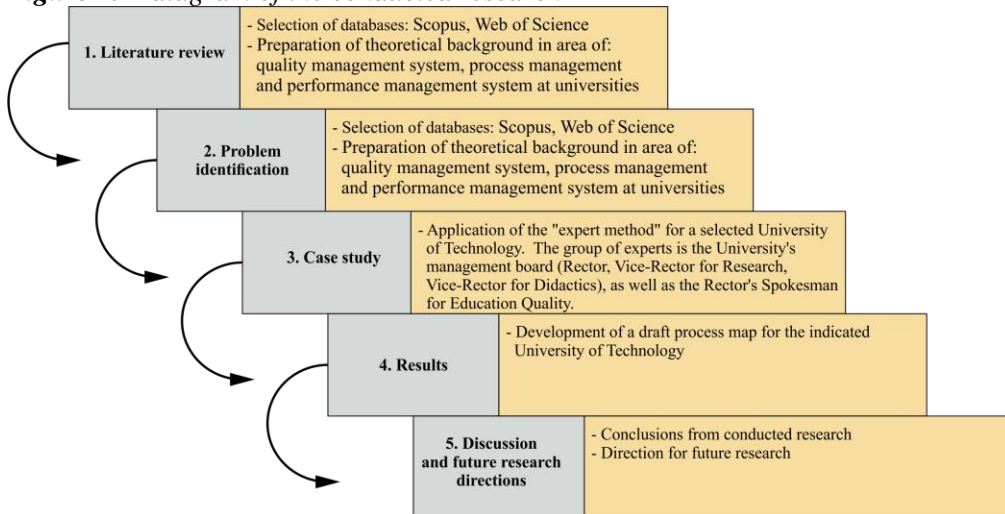 1. Literature review
- Selection of databases: Scopus, Web of Science
- Preparation of theoretical background in area of:
quality management system, process management
and performance management system at universities
2. Problem
identification
- Selection of databases: Scopus, Web of Science
- Preparation of theoretical background in area of:
quality management system, process management
and performance management system at universities
3. Case study
- Application of the "expert method" for a selected University
of Technology. The group of experts is the University's
management board (Rector, Vice-Rector for Research,
Vice-Rector for Didactics), as well as the Rector's Spokesman
for Education Quality.
4. Results
- Development of a draft process map for the indicated
University of Technology
5. Discussion
and future research
directions
- Conclusions from conducted research
- Direction for future research